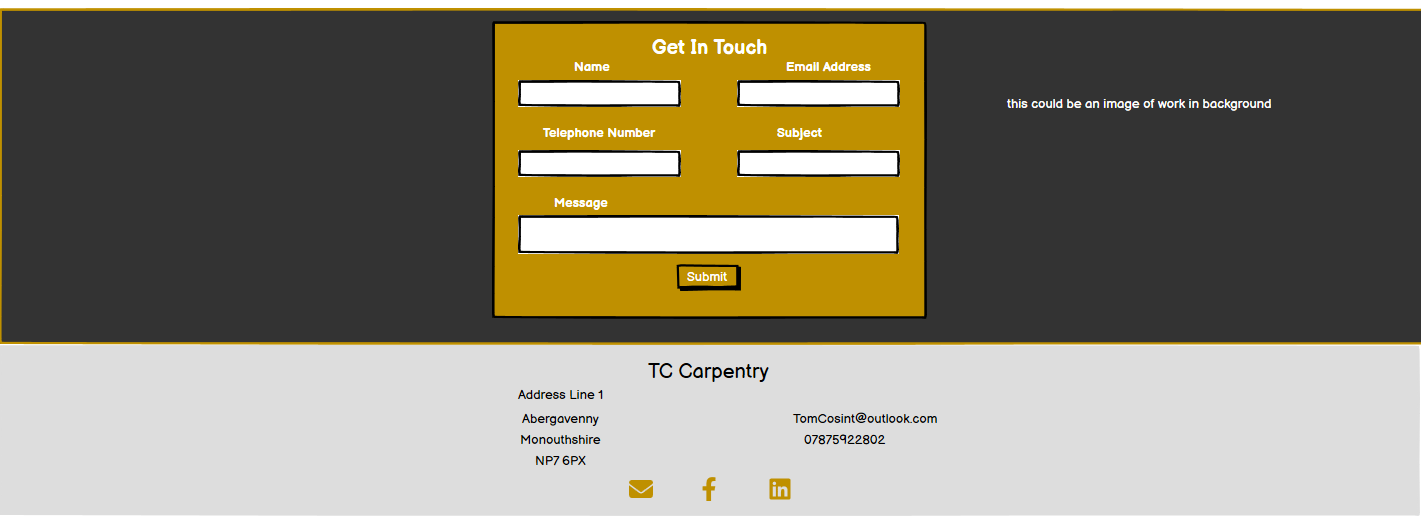 Get In Touch
Name
Email Address
this could be an image of work in background
Telephone Number
Subject
Message
Submit
TC Carpentry
Address Line 1
Abergavenny
TomCosint@outlook.com
Monouthshire
07875922802
NP7 6PX